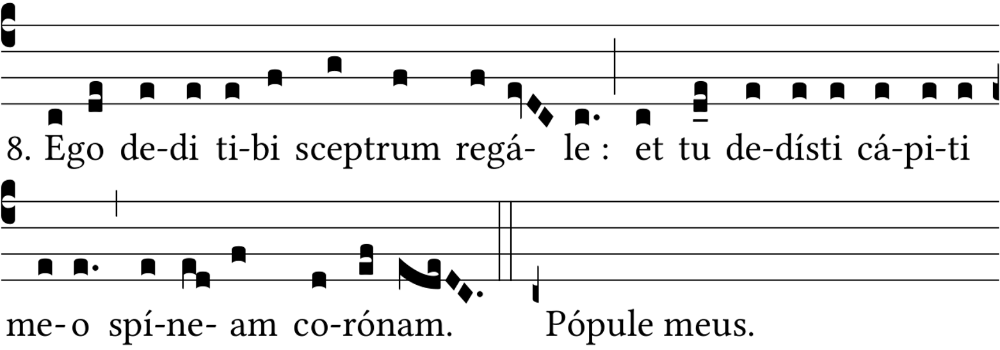 8. Ego de-di ti-bi sceptrum regá- le : et tu de-dísti cá-pi-ti
me-o spí-ne- am co-rónam. Pópule meus.